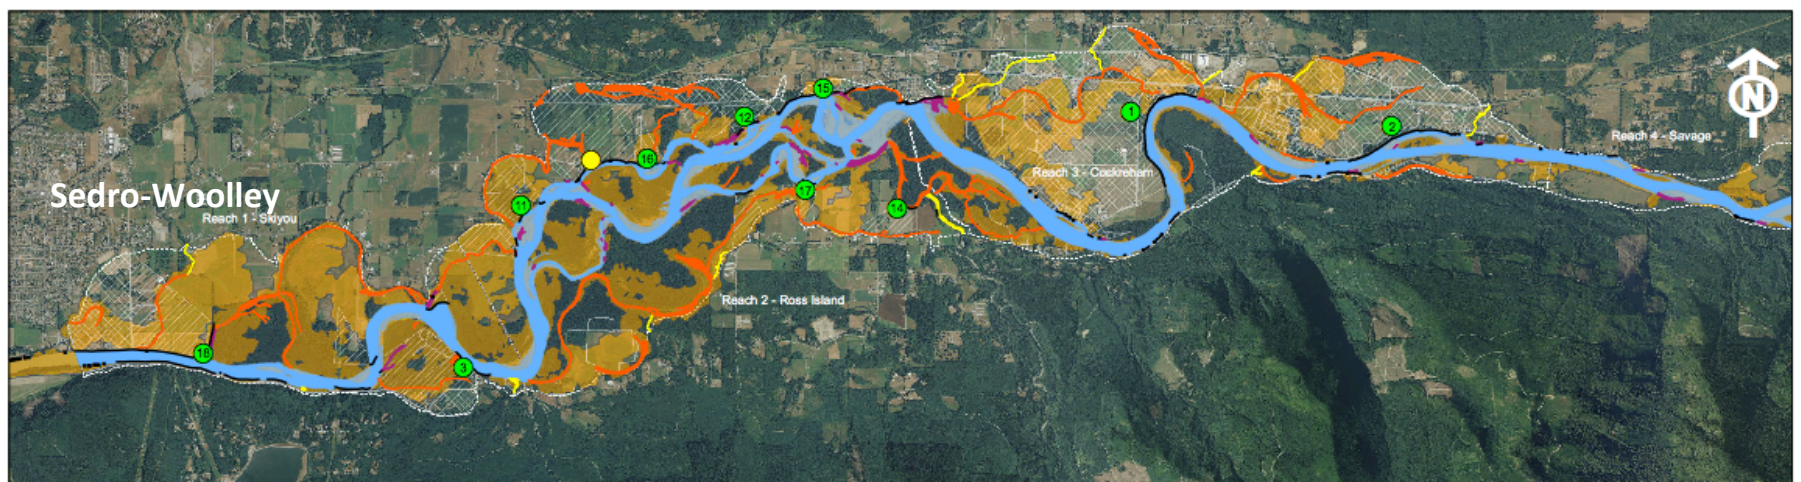 15
1
12
2
Reach 4 - Savage
N
16
Reach 3 - Cockreham
Sedro-Woolley
17
11
14
Reach 1 - Skiyou
Reach 2 - Ross Island
18
3